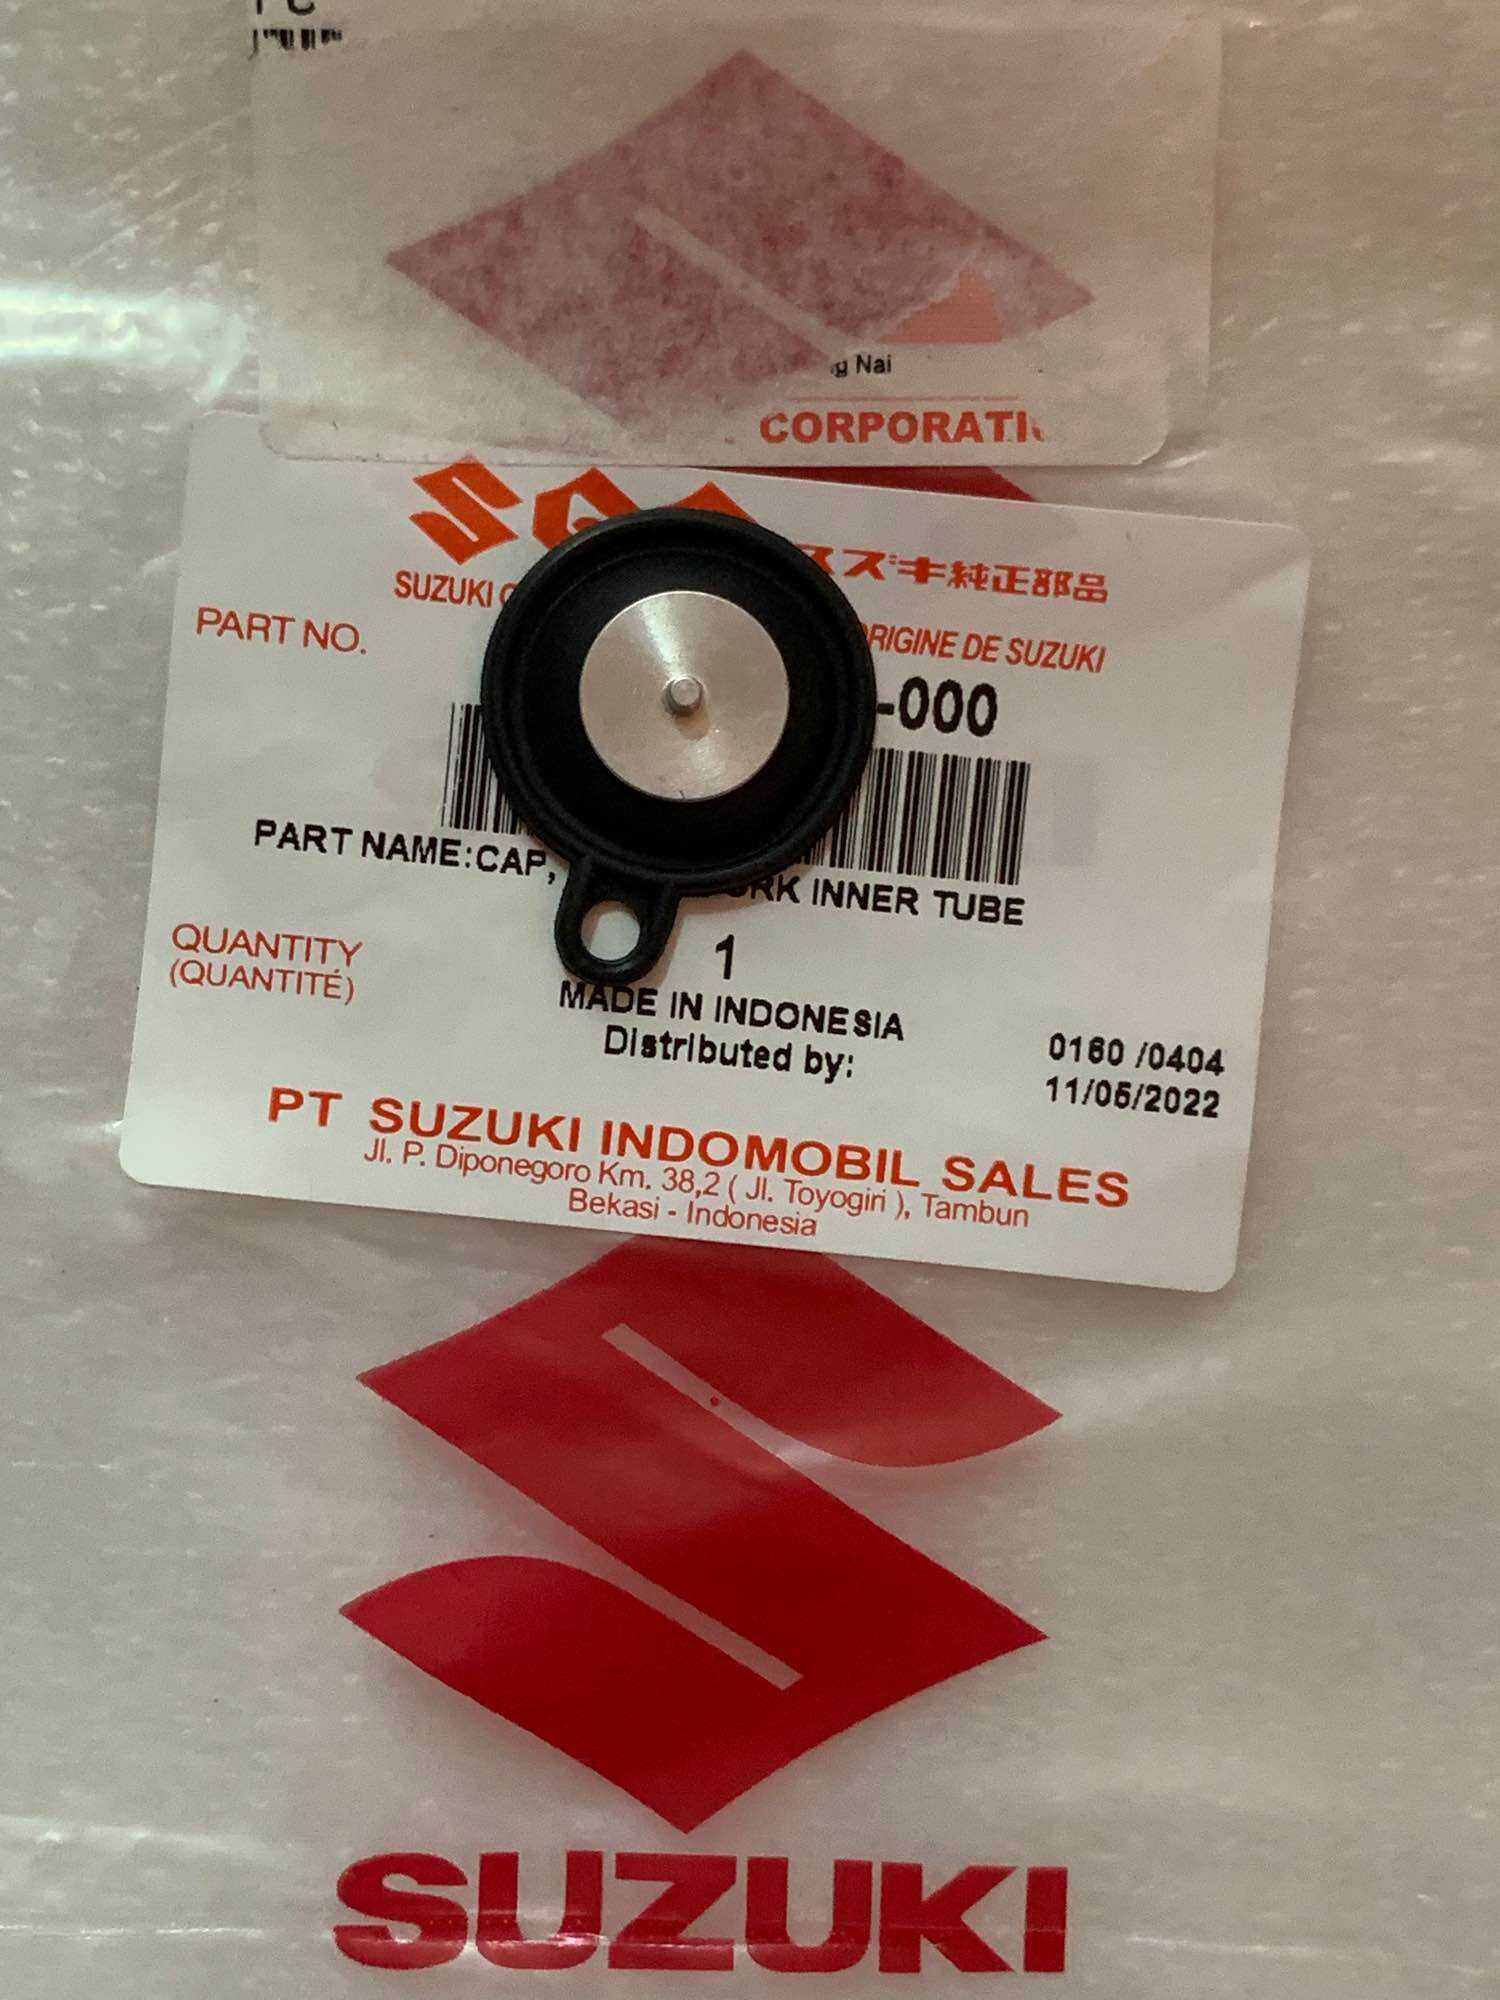 PC
Nai
CORPORATI
SUZUKI
スズキ純正部品
ORIGINE DE SUZUKI
PART NO.
-000
PART NAME:CAP, INNER TUBE
QUANTITY
(QUANTITÉ)
1
MADE IN INDONESIA
Distributed by:
0160 /0404
11/05/2022
PT SUZUKI INDOMOBIL SALES
Jl. P. Diponegoro Km. 38,2 ( Jl. Toyogiri ), Tambun
Bekasi - Indonesia
SUZUKI